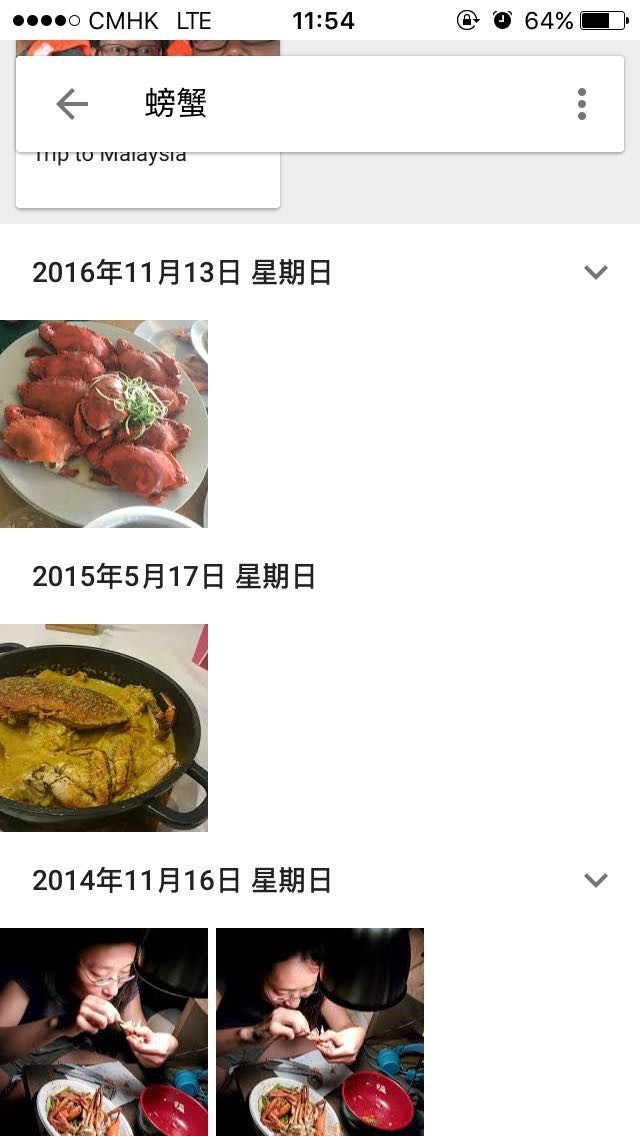 CMHK LTE 11:54 64%
螃蟹
Trip to Malaysia
2016年11月13日 星期日
2015年5月17日 星期日
2014年11月16日 星期日